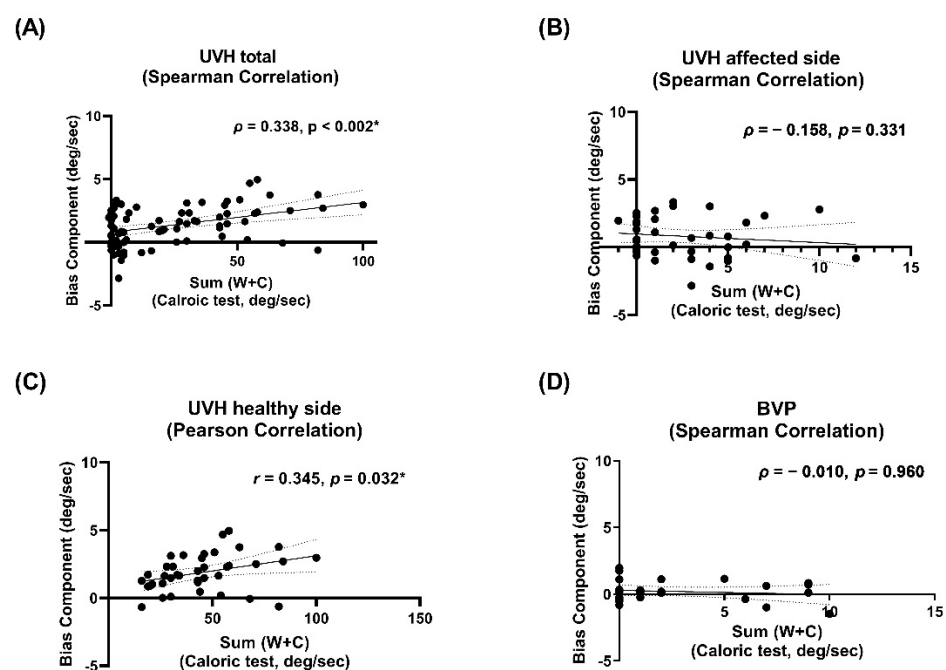 (A)
UVH total
(Spearman Correlation)
ρ = 0.338, p < 0.002*
Bias Component (deg/sec)
10
5
-5
50
100
Sum (W+C)
(Calroic test, deg/sec)
(B)
UVH affected side
(Spearman Correlation)
ρ = − 0.158, p = 0.331
Bias Component (deg/sec)
10
5
0
-5
5
10
15
Sum (W+C)
(Caloric test, deg/sec)
(C)
UVH healthy side
(Pearson Correlation)
r = 0.345, p = 0.032*
Bias Component (deg/sec)
10
5
0
-5
50
100
150
Sum (W+C)
(Caloric test, deg/sec)
(D)
BVP
(Spearman Correlation)
ρ = − 0.010, p = 0.960
Bias Component (deg/sec)
10
5
0
-5
5
10
15
Sum (W+C)
(Caloric test, deg/sec)